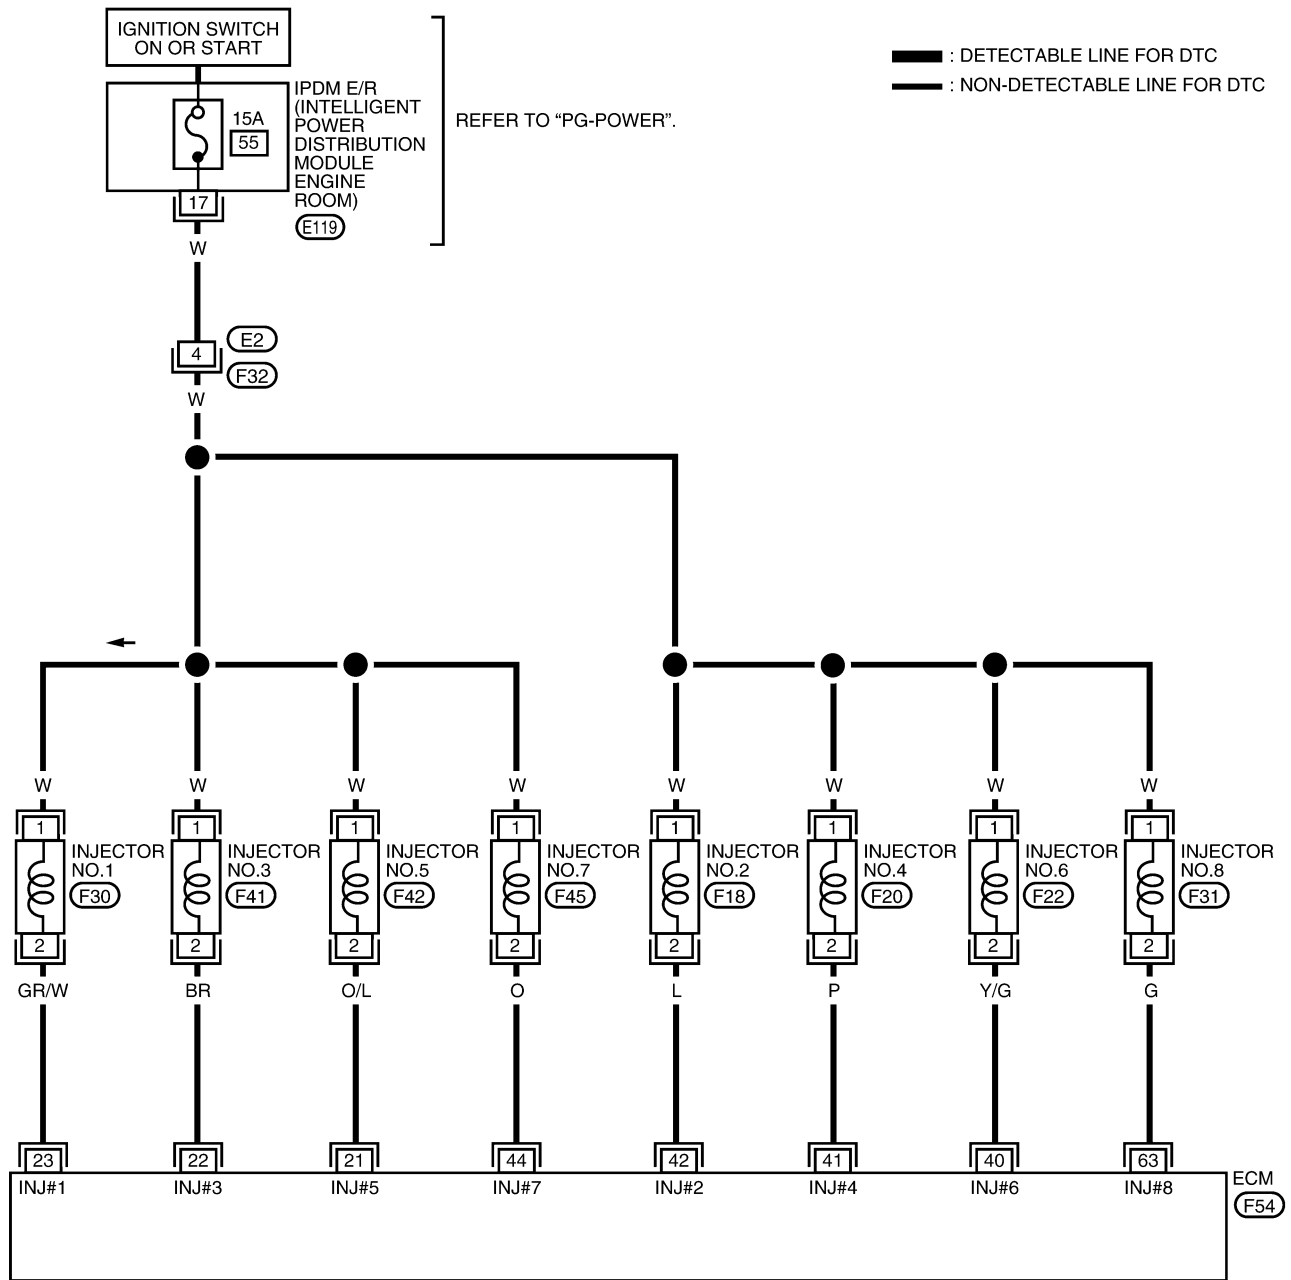 IGNITION SWITCH
ON OR START
IPDM E/R
(INTELLIGENT
POWER
DISTRIBUTION
MODULE
ENGINE
ROOM)
E119
15A
55
17
REFER TO “PG-POWER”.
: DETECTABLE LINE FOR DTC
: NON-DETECTABLE LINE FOR DTC
W
4
E2
F32
W
W W W W W W W W
1 1 1 1 1 1 1 1
INJECTOR
NO.1
F30
INJECTOR
NO.3
F41
INJECTOR
NO.5
F42
INJECTOR
NO.7
F45
INJECTOR
NO.2
F18
INJECTOR
NO.4
F20
INJECTOR
NO.6
F22
INJECTOR
NO.8
F31
2 2 2 2 2 2 2 2
GR/W BR O/L O L P Y/G G
23 22 21 44 42 41 40 63
INJ#1 INJ#3 INJ#5 INJ#7 INJ#2 INJ#4 INJ#6 INJ#8
ECM
F54